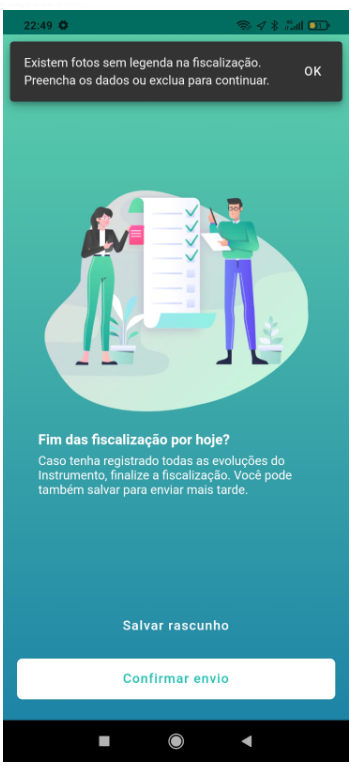 22:49
Existem fotos sem legenda na fiscalização.
Preencha os dados ou exclua para continuar.
OK
Fim das fiscalização por hoje?
Caso tenha registrado todas as evoluções do
Instrumento, finalize a fiscalização. Você pode
também salvar para enviar mais tarde.
Salvar rascunho
Confirmar envio